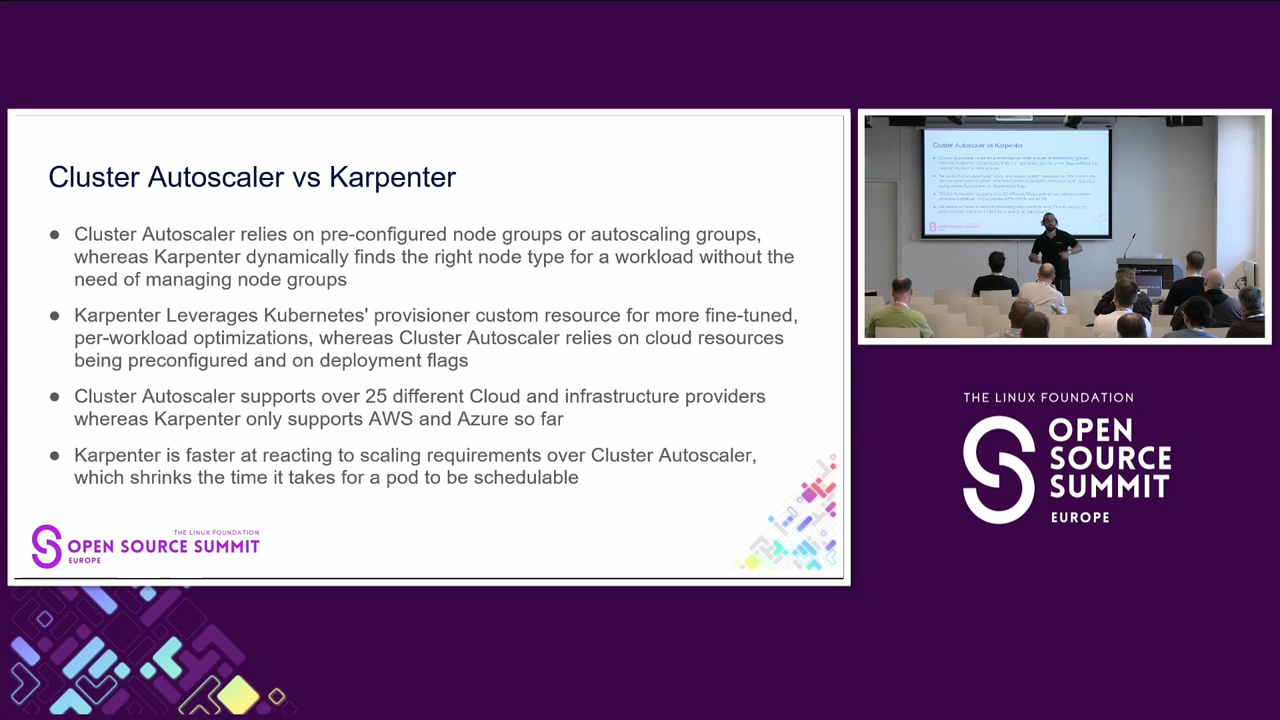 Cluster Autoscaler vs Karpenter
● Cluster Autoscaler relies on preconfigured node groups or autoscaling groups,
whereas Karpenter dynamically finds the right node type for a workload without the
need of managing node groups
● Karpenter Leverages Kubernetes' provisioner custom resource for more fine-tuned,
per-workload optimizations, whereas Cluster Autoscaler relies on cloud resources
being preconfigured and on deployment flags
● Cluster Autoscaler supports over 25 different Cloud and infrastructure providers
whereas Karpenter only supports AWS and Azure so far
● Karpenter is faster at reacting to scaling requirements over Cluster Autoscaler,
which shrinks the time it takes for a pod to be schedulable
THE LINUX FOUNDATION
OPEN SOURCE SUMMIT
EUROPE
Cluster Autoscaler vs Karpenter
THE LINUX FOUNDATION
OPEN
SOURCE
SUMMIT
EUROPE